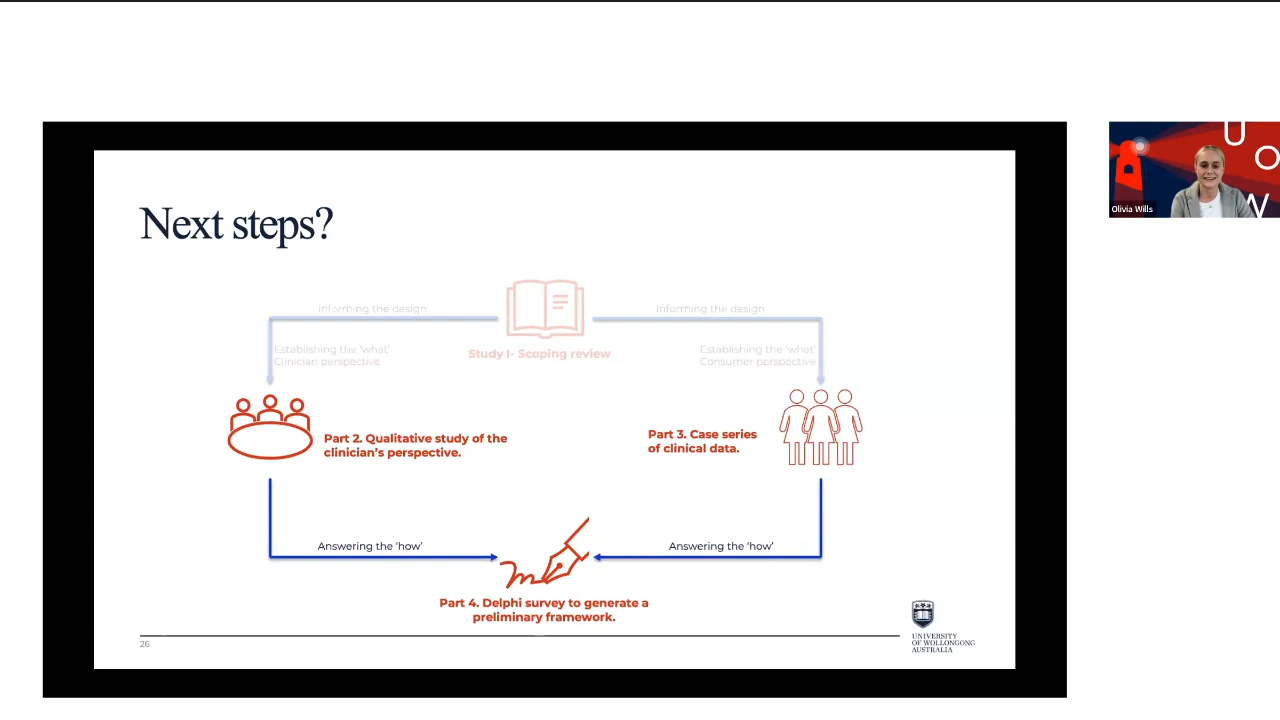 Next steps?
Informing the design
Informing the design
Establishing the 'what'
Clinician perspective
Study I- Scoping review
Establishing the 'what'
Consumer perspective
Part 2. Qualitative study of the
clinician's perspective.
Part 3. Case series
of clinical data.
Answering the 'how'
Answering the 'how'
Part 4. Delphi survey to generate a
preliminary framework.
26
UNIVERSITY
OF WOLLONGONG
AUSTRALIA
U
O
W
Olivia Wills